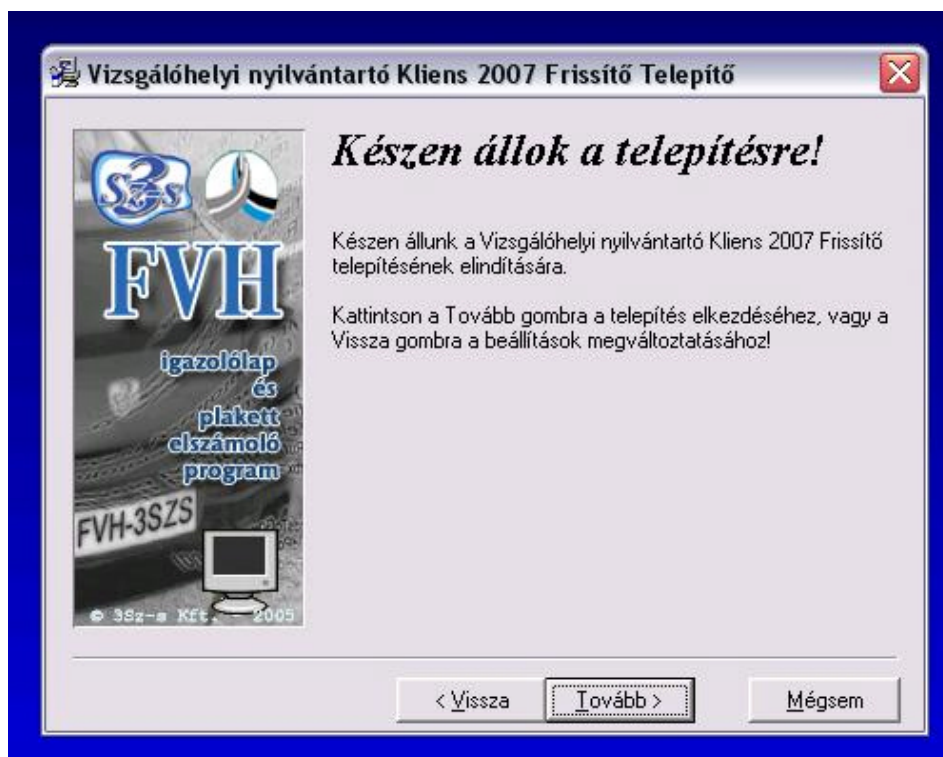 Vizsgálóhelyi nyilvántartó Kliens 2007 Frissítő Telepítő
3
Sz-s
FVH
igazolólap
és
plakett
elszámoló
program
FVH-3SZS
© 3Sz-s Kft. - 2005
Készen állok a telepítésre!
Készen állunk a Vizsgálóhelyi nyilvántartó Kliens 2007 Frissítő
telepítésének elindítására.
Kattintson a Tovább gombra a telepítés elkezdéséhez, vagy a
Vissza gombra a beállítások megváltoztatásához!
< Vissza
Tovább >
Mégsem